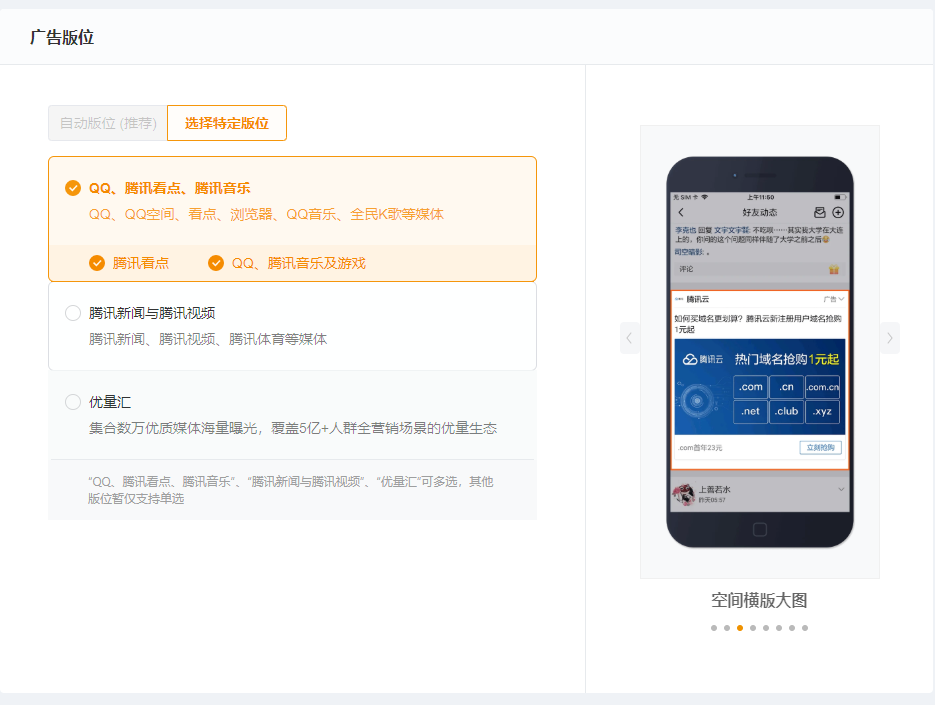 广告版位
自动版位 (推荐)
选择特定版位
QQ、腾讯看点、腾讯音乐
QQ、QQ空间、看点、浏览器、QQ音乐、全民K歌等媒体
腾讯看点
QQ、腾讯音乐及游戏
腾讯新闻与腾讯视频
腾讯新闻、腾讯视频、腾讯体育等媒体
优量汇
集合数万优质媒体海量曝光，覆盖5亿+人群全营销场景的优量生态
“QQ、腾讯看点、腾讯音乐”、“腾讯新闻与腾讯视频”、“优量汇”可多选，其他
版位暂仅支持单选
无 SIM 卡
上午11:50
好友动态
李克也 回复 文宇文宇韜: 不吃呗……其实我大学在大连
上的，你问的这个问题同样伴随了大学之前之后
司空萌影: 。
评论
腾讯云
广告
如何买域名更划算？腾讯云新注册用户域名抢购
1元起
腾讯云
热门域名抢购1元起
.com
.cn
.com.cn
.net
.club
.xyz
.com首年23元
立刻抢购
上善若水
昨天06:57
空间横版大图